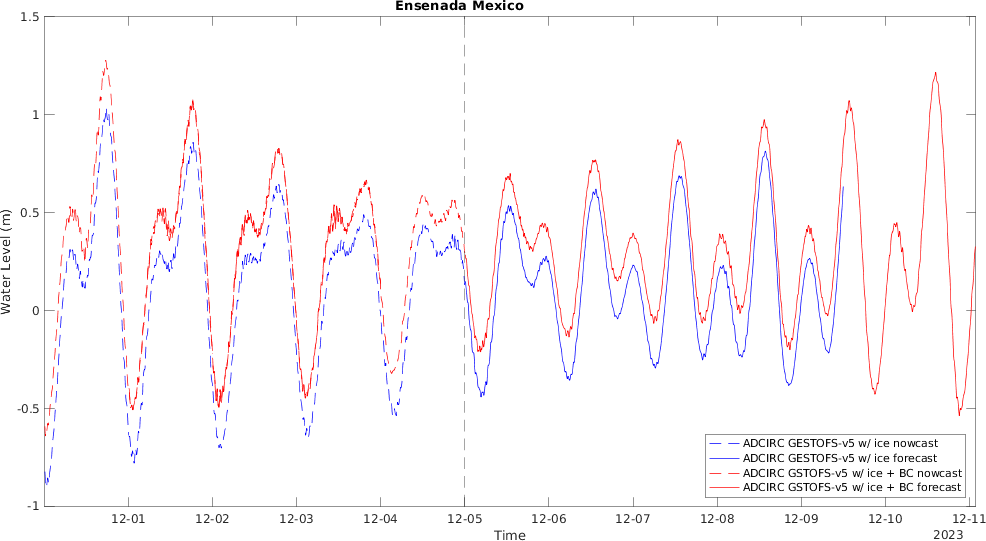 Ensenada Mexico
1.5
1
0.5
0
-0.5
-1
Water Level (m)
12-01 12-02 12-03 12-04 12-05 12-06 12-07 12-08 12-09 12-10 12-11
Time
2023
ADCIRC GESTOFS-v5 w/ ice nowcast
ADCIRC GESTOFS-v5 w/ ice forecast
ADCIRC GSTOFS-v5 w/ ice + BC nowcast
ADCIRC GSTOFS-v5 w/ ice + BC forecast